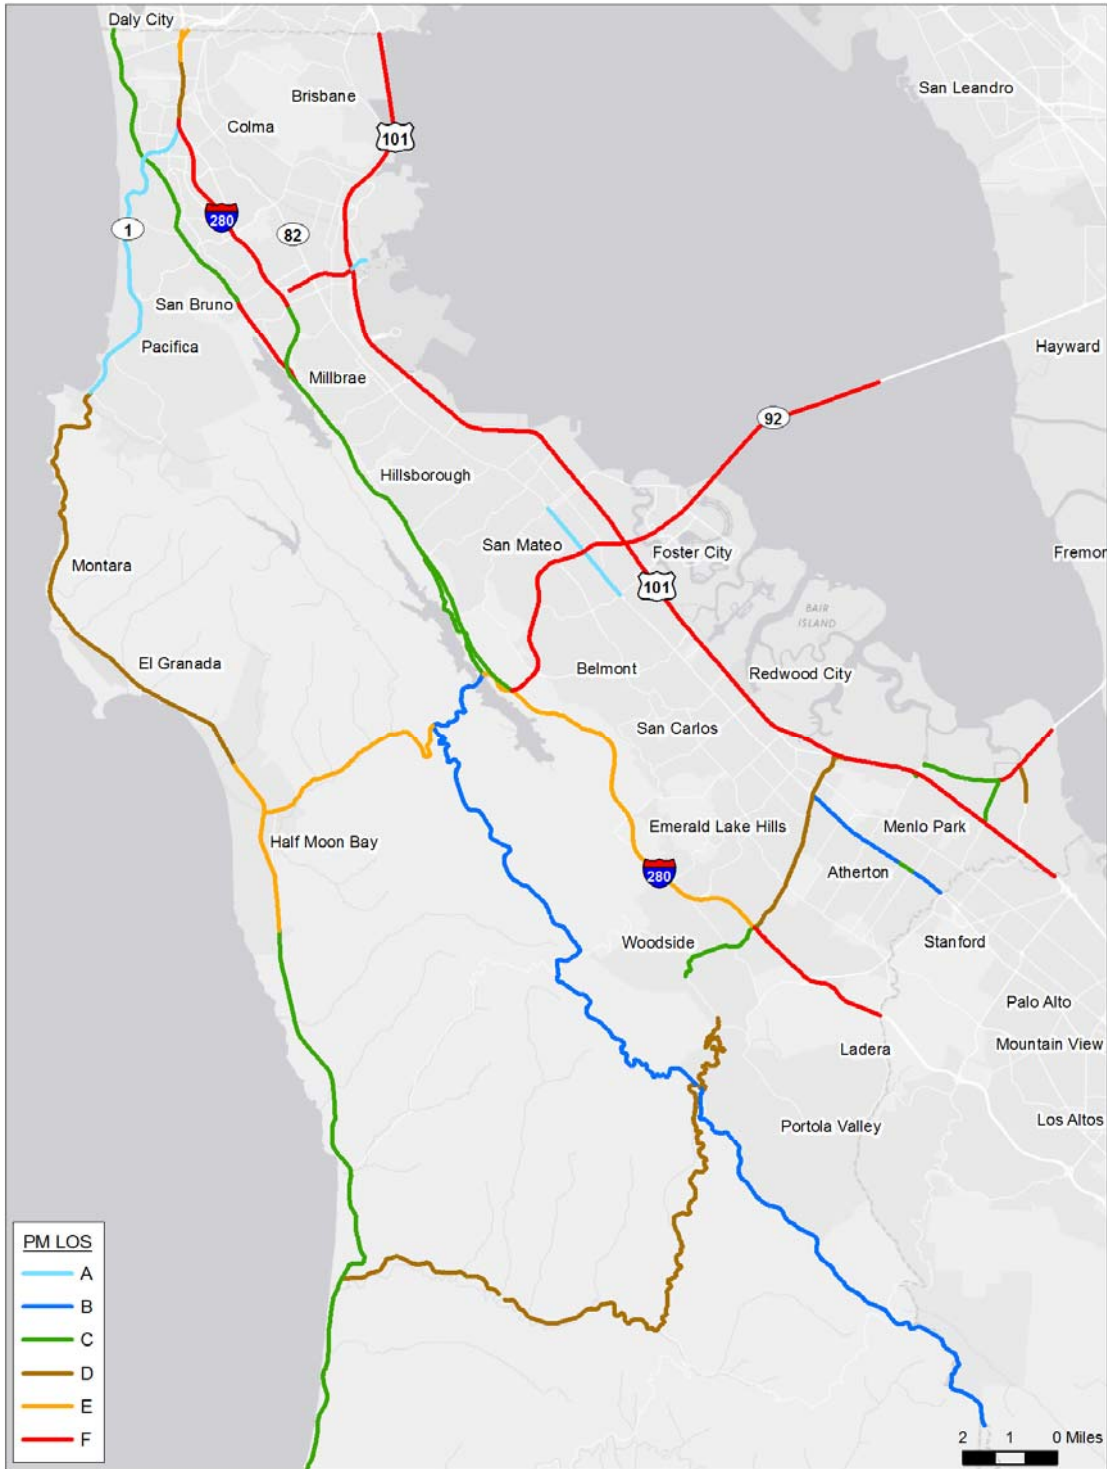 Daly City
San Leandro
Brisbane
Colma
101
280
1
82
San Bruno
Pacifica
Hayward
Millbrae
92
Hillsborough
San Mateo
Foster City
Fremon
Montara
101
BAIR
ISLAND
El Granada
Belmont
Redwood City
San Carlos
Emerald Lake Hills
Menlo Park
Half Moon Bay
Atherton
280
Woodside
Stanford
Palo Alto
Ladera
Mountain View
Portola Valley
Los Altos
PM LOS
A
B
C
D
E
F
2 1 0 Miles